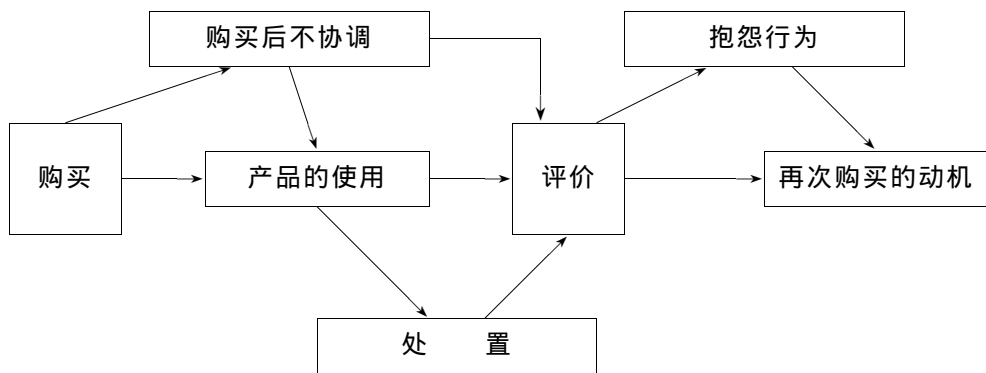 购买后不协调
抱怨行为
购买
产品的使用
评价
再次购买的动机
处 置